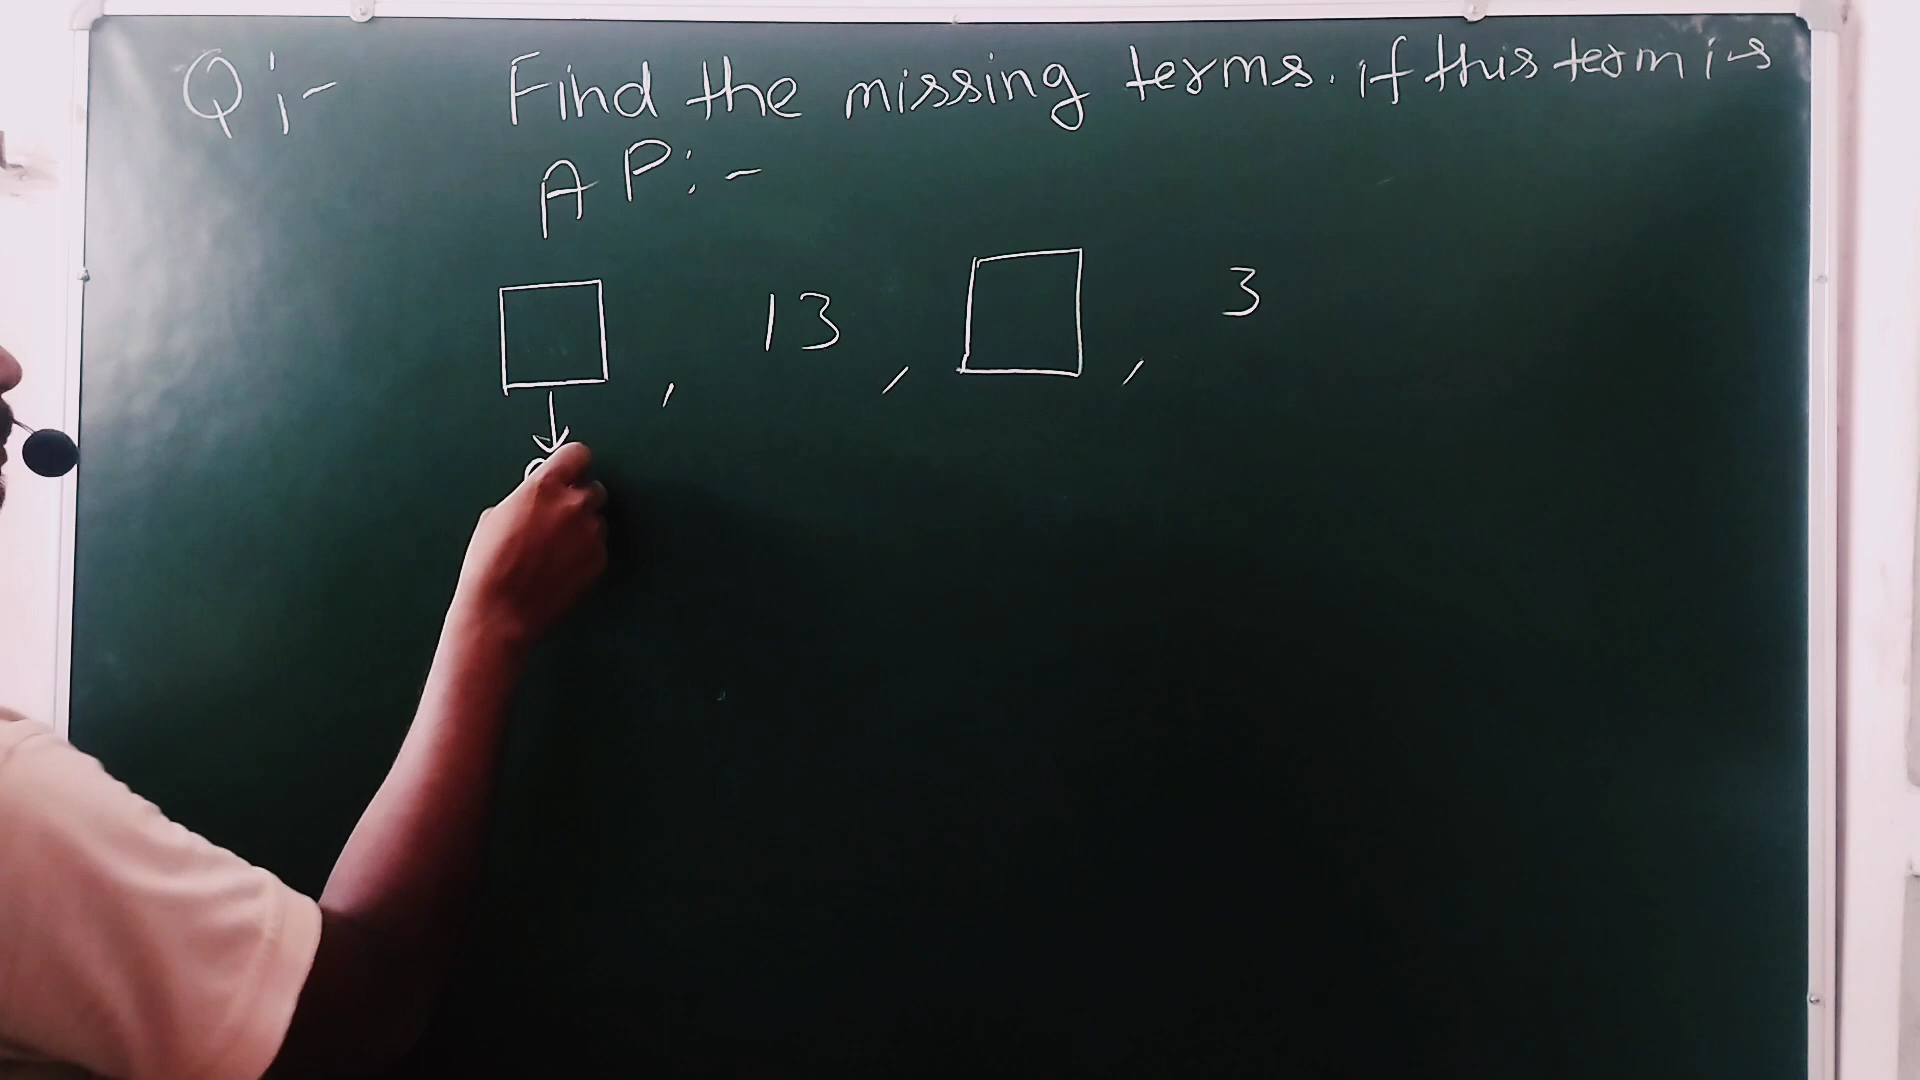 Q:- Find the missing terms. if this term is
AP:-
□, 13, □, 3